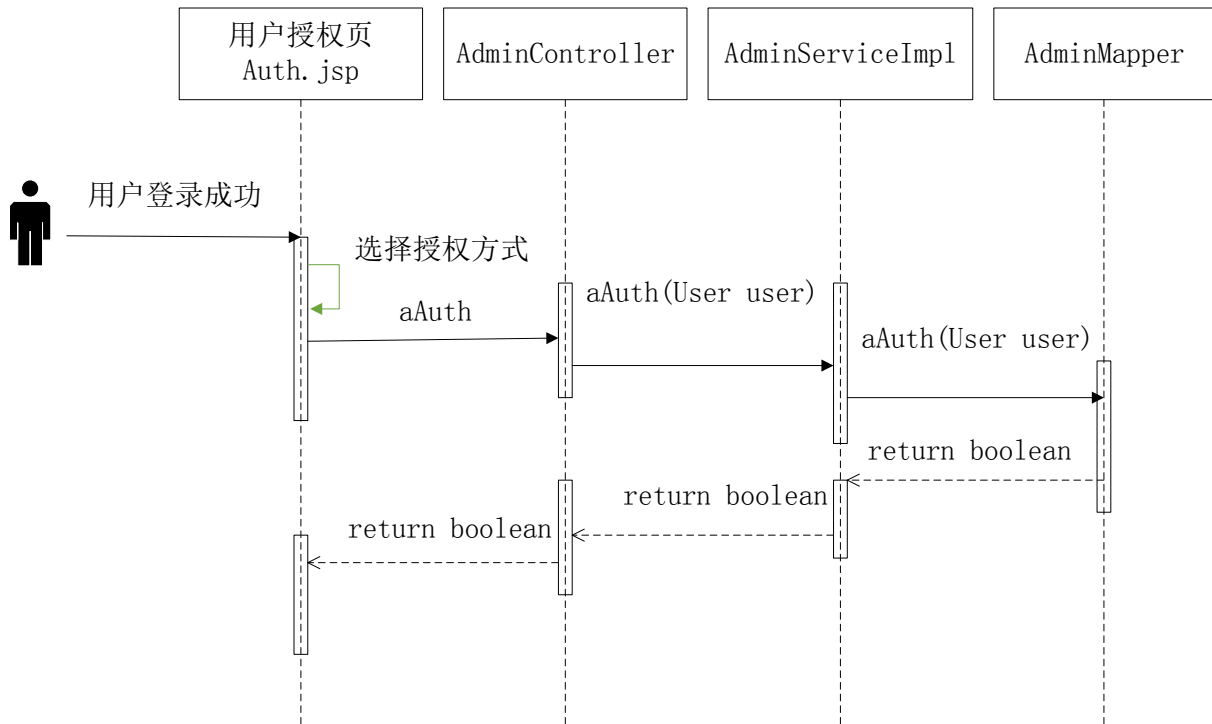 用户授权页
Auth.jsp
AdminController
AdminServiceImpl
AdminMapper
用户登录成功
选择授权方式
aAuth
aAuth(User user)
aAuth(User user)
return boolean
return boolean
return boolean